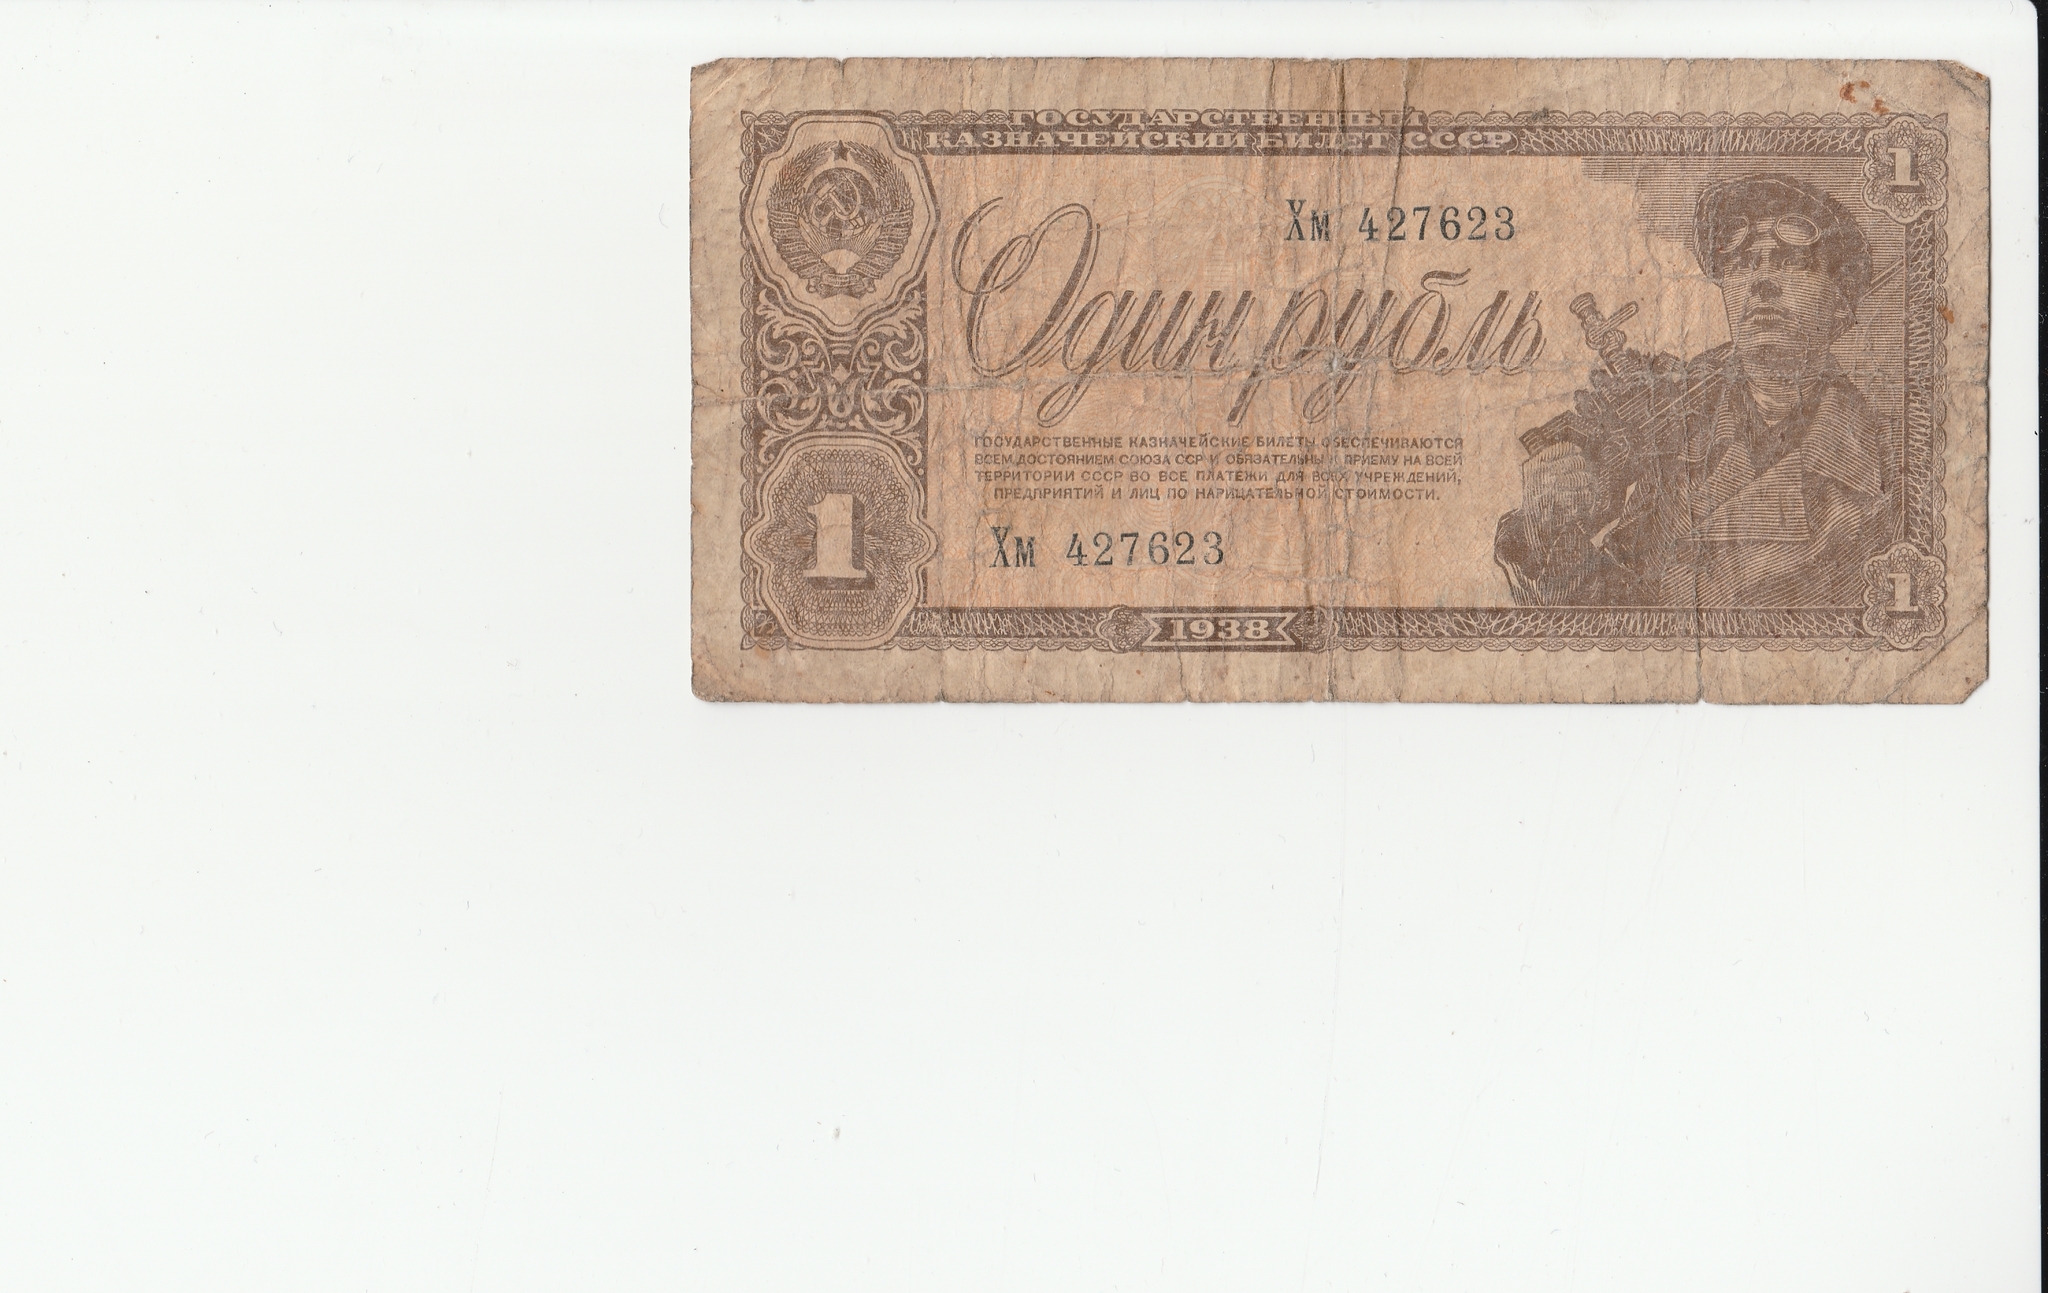 ГОСУДАРСТВЕННЫЙ
КАЗНАЧЕЙСКИЙ БИЛЕТ СССР
1
Хм 427623
Один рубль
ГОСУДАРСТВЕННЫЕ КАЗНАЧЕЙСКИЕ БИЛЕТЫ ОБЕСПЕЧИВАЮТСЯ
ВСЕМ ДОСТОЯНИЕМ СОЮЗА ССР И ОБЯЗАТЕЛЬНЫ К ПРИЕМУ НА ВСЕЙ
ТЕРРИТОРИИ СССР ВО ВСЕ ПЛАТЕЖИ ДЛЯ ВСЕХ УЧРЕЖДЕНИЙ,
ПРЕДПРИЯТИЙ И ЛИЦ ПО НАРИЦАТЕЛЬНОЙ СТОИМОСТИ.
1
Хм 427623
1
1938